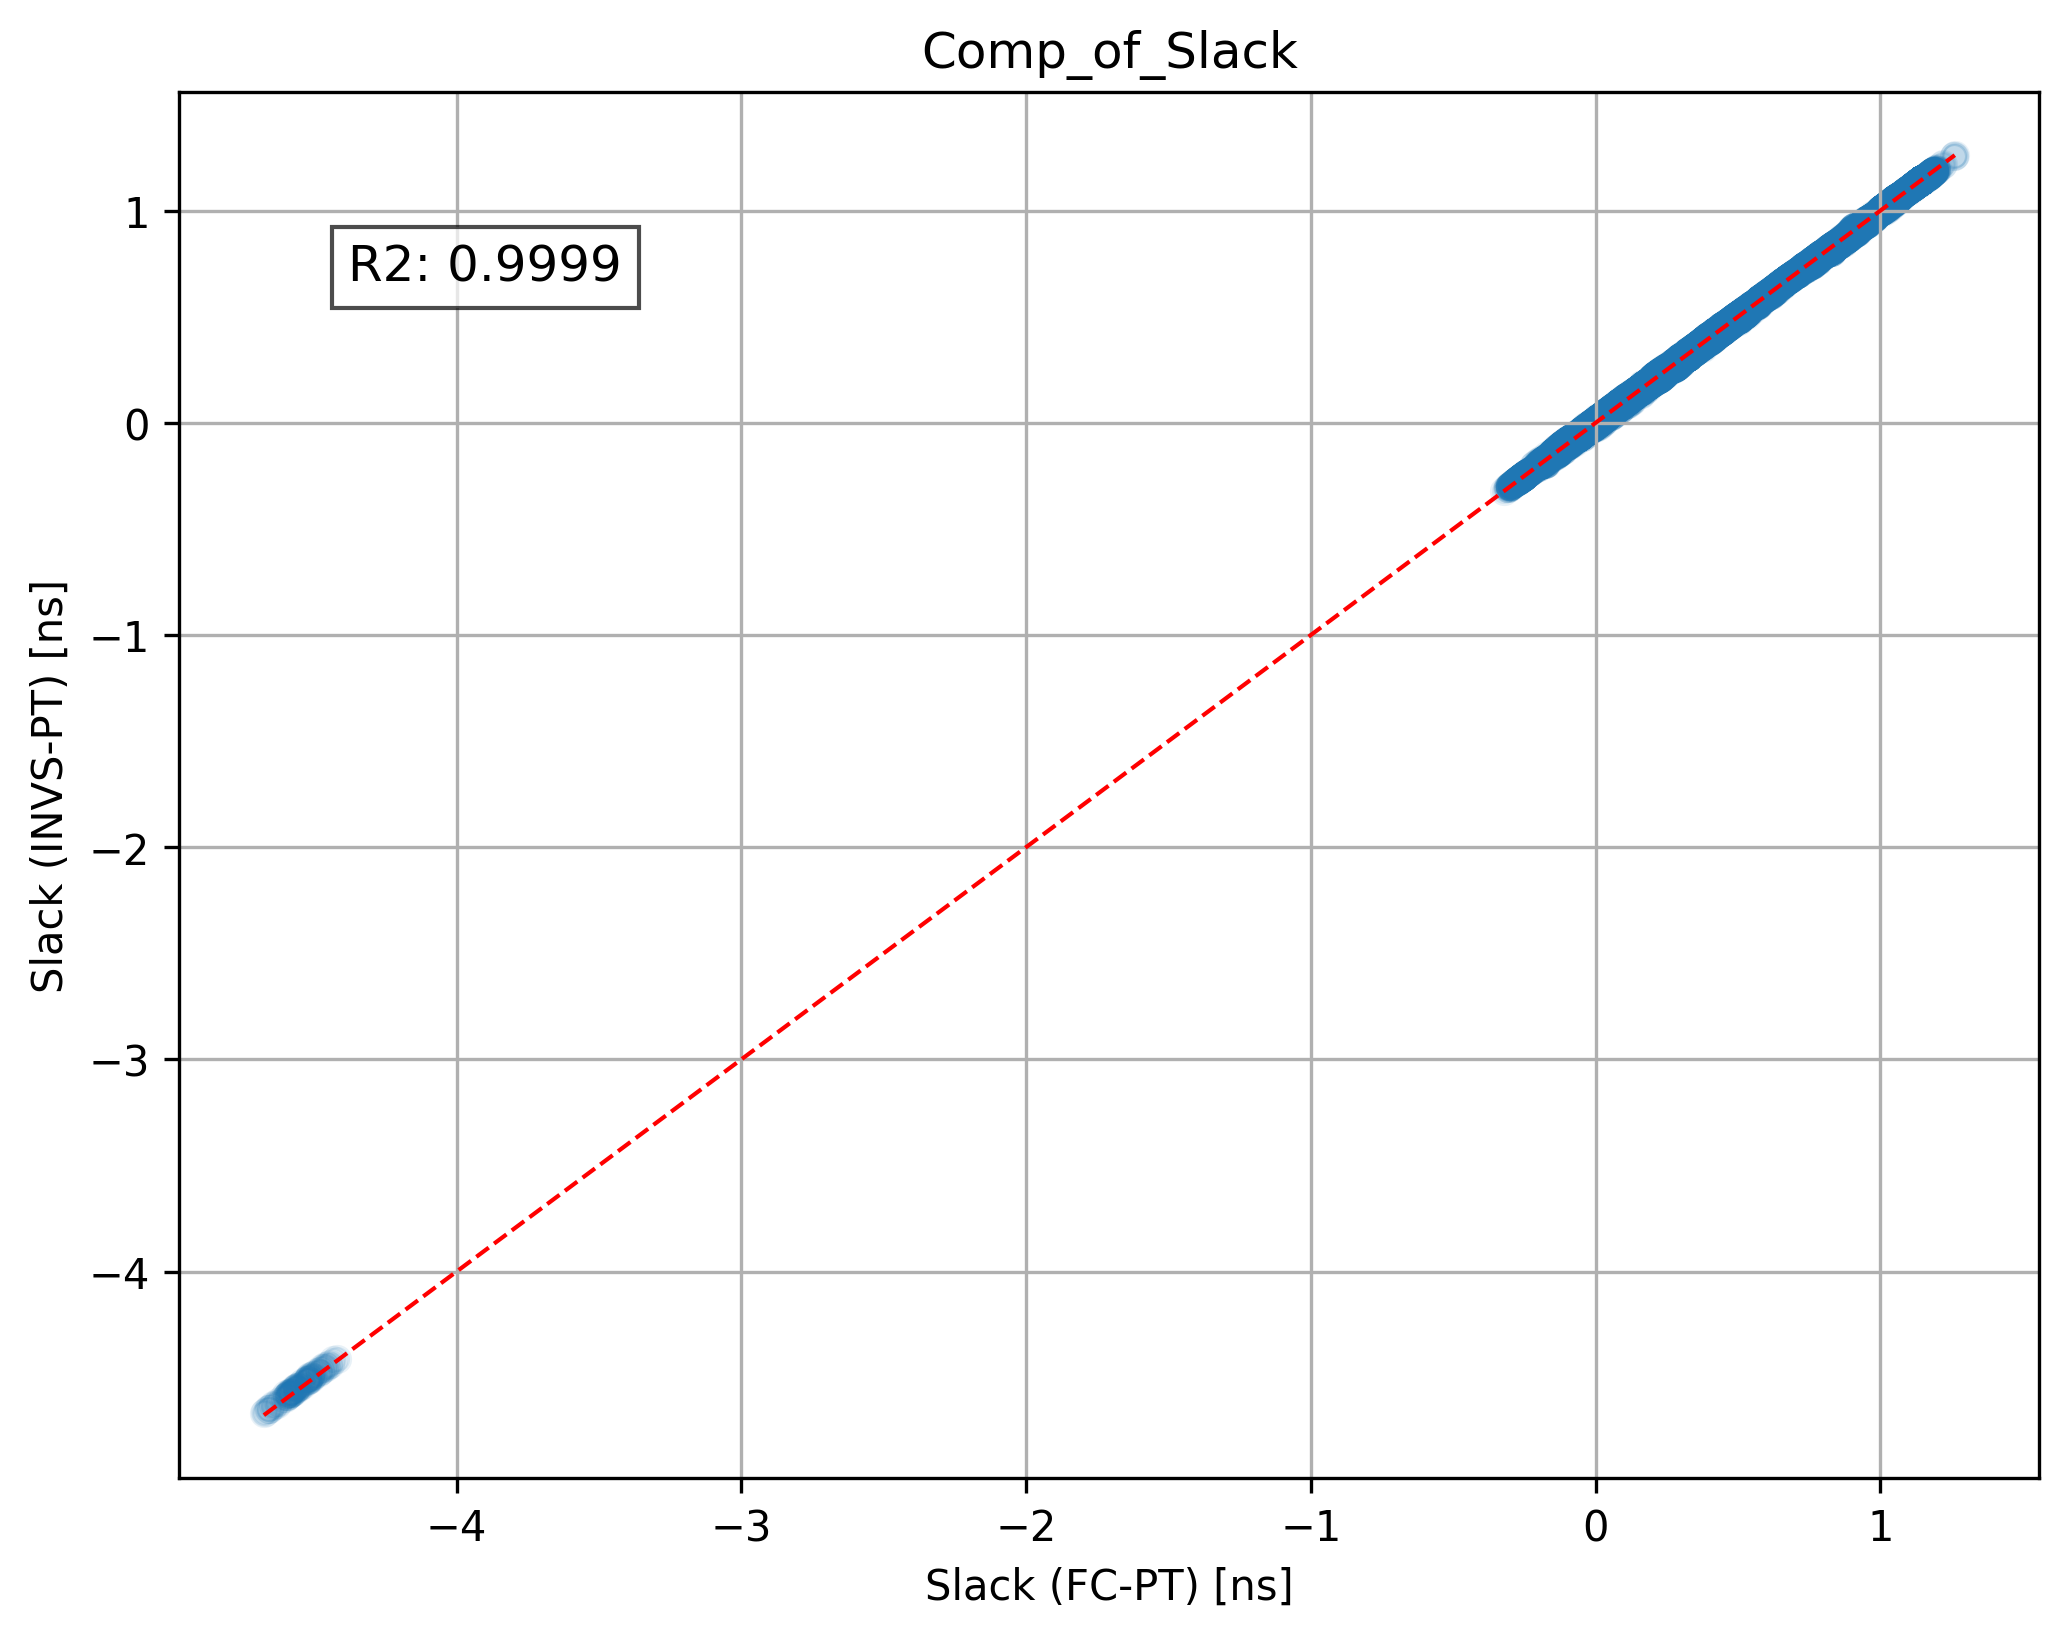 Comp_of_Slack
R2: 0.9999
1
0
−1
−2
−3
−4
Slack (INVS-PT) [ns]
−4 −3 −2 −1 0 1
Slack (FC-PT) [ns]